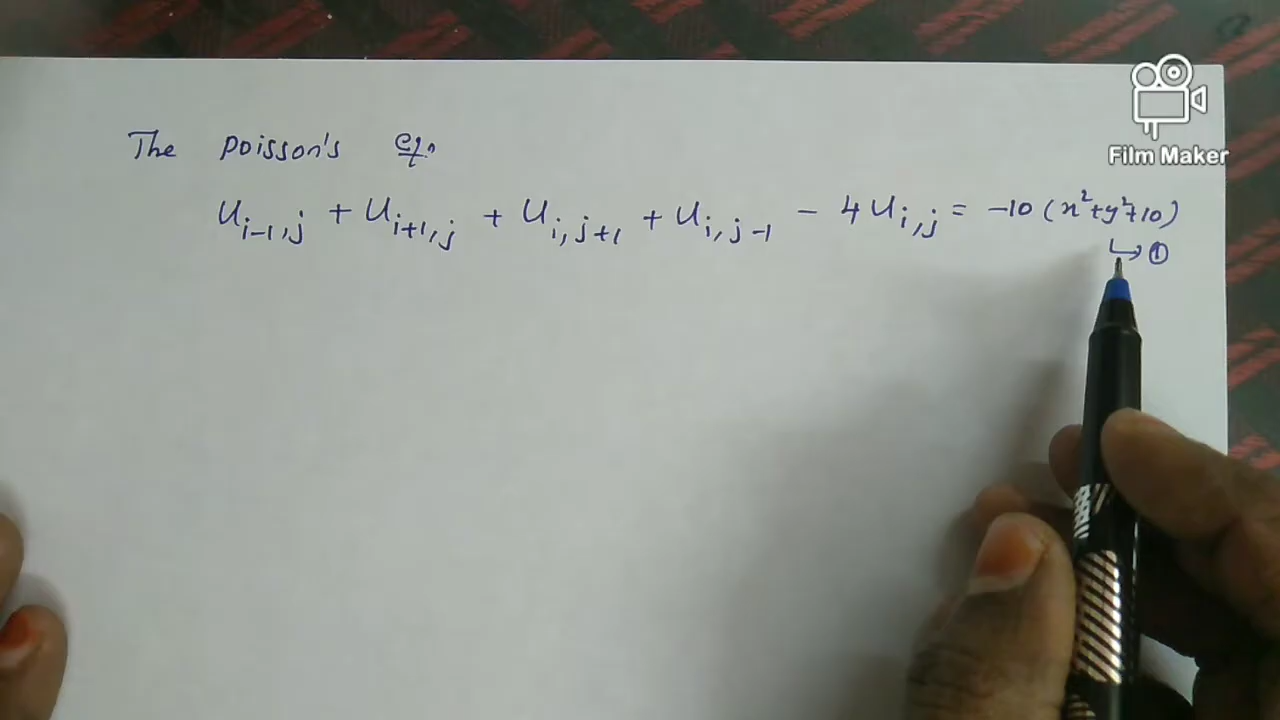 The poisson's eqn
u_{i-1,j} + u_{i+1,j} + u_{i,j+1} + u_{i,j-1} - 4u_{i,j} = -10 (x²+y²+10)
↳ ①
Film Maker